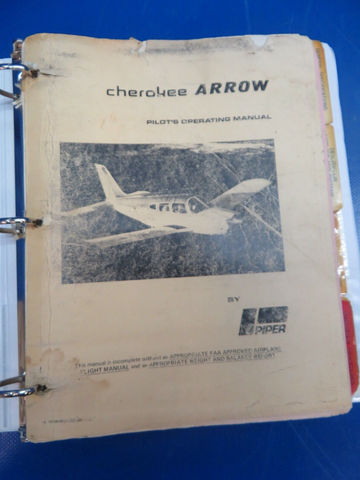 cherokee ARROW
PILOT'S OPERATING MANUAL
BY
PIPER
This manual is incomplete without an APPROPRIATE FAA APPROVED AIRPLANE
FLIGHT MANUAL and an APPROPRIATE WEIGHT AND BALANCE REPORT.